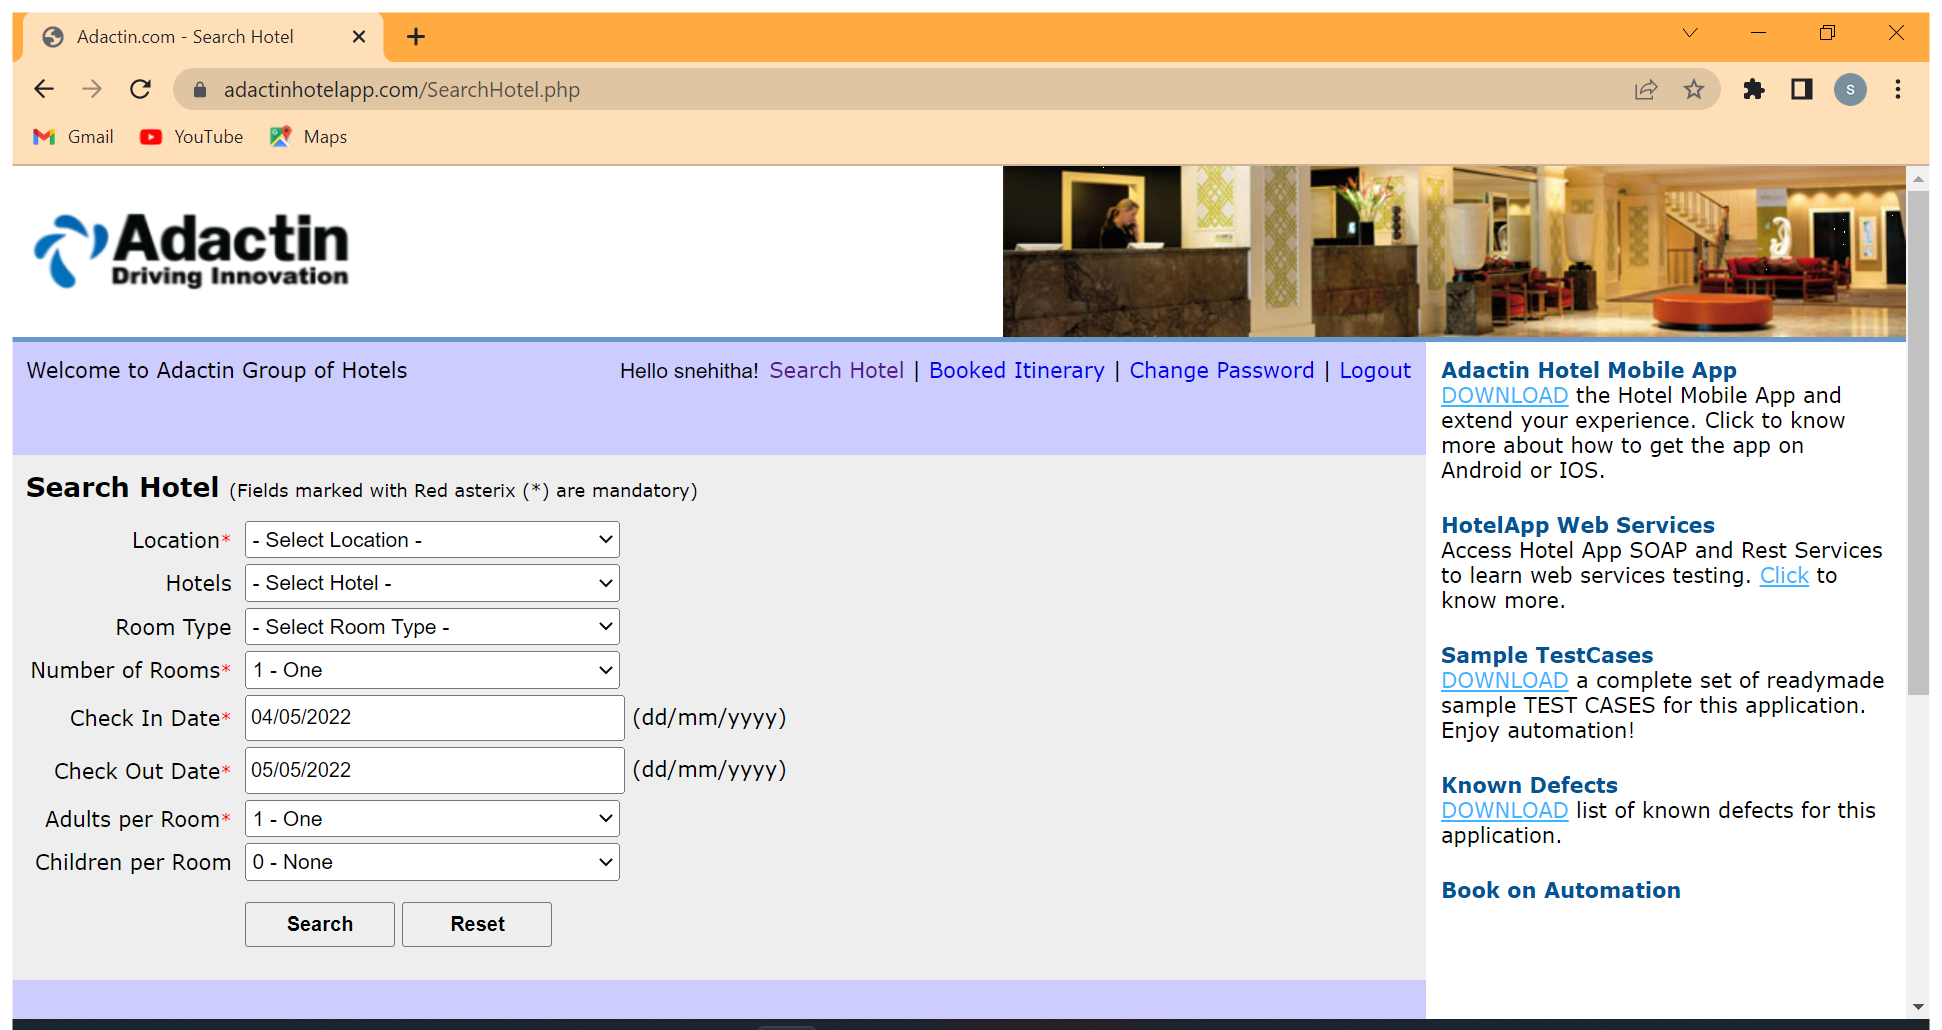 Adactin.com - Search Hotel
adactinhotelapp.com/SearchHotel.php
S
Gmail YouTube Maps
Adactin
Driving Innovation
Welcome to Adactin Group of Hotels
Hello snehitha! Search Hotel | Booked Itinerary | Change Password | Logout
Search Hotel (Fields marked with Red asterix (*) are mandatory)
Location* - Select Location -
Hotels - Select Hotel -
Room Type - Select Room Type -
Number of Rooms* 1 - One
Check In Date* 04/05/2022 (dd/mm/yyyy)
Check Out Date* 05/05/2022 (dd/mm/yyyy)
Adults per Room* 1 - One
Children per Room 0 - None
Search Reset
Adactin Hotel Mobile App
DOWNLOAD the Hotel Mobile App and
extend your experience. Click to know
more about how to get the app on
Android or IOS.
HotelApp Web Services
Access Hotel App SOAP and Rest Services
to learn web services testing. Click to
know more.
Sample TestCases
DOWNLOAD a complete set of readymade
sample TEST CASES for this application.
Enjoy automation!
Known Defects
DOWNLOAD list of known defects for this
application.
Book on Automation